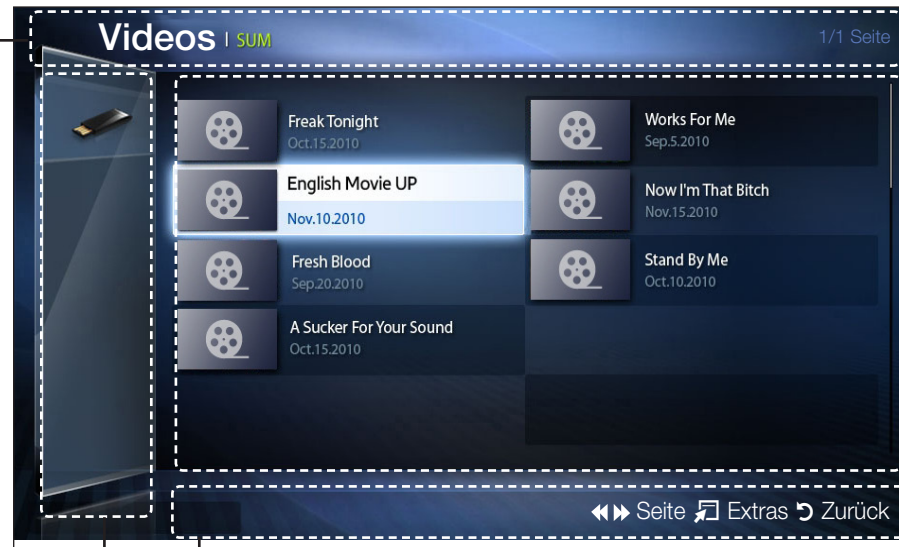 Videos | SUM
1/1 Seite
Freak Tonight
Oct.15.2010
Works For Me
Sep.5.2010
English Movie UP
Nov.10.2010
Now I'm That Bitch
Nov.15.2010
Fresh Blood
Sep.20.2010
Stand By Me
Oct.10.2010
A Sucker For Your Sound
Oct.15.2010
Seite Extras Zurück